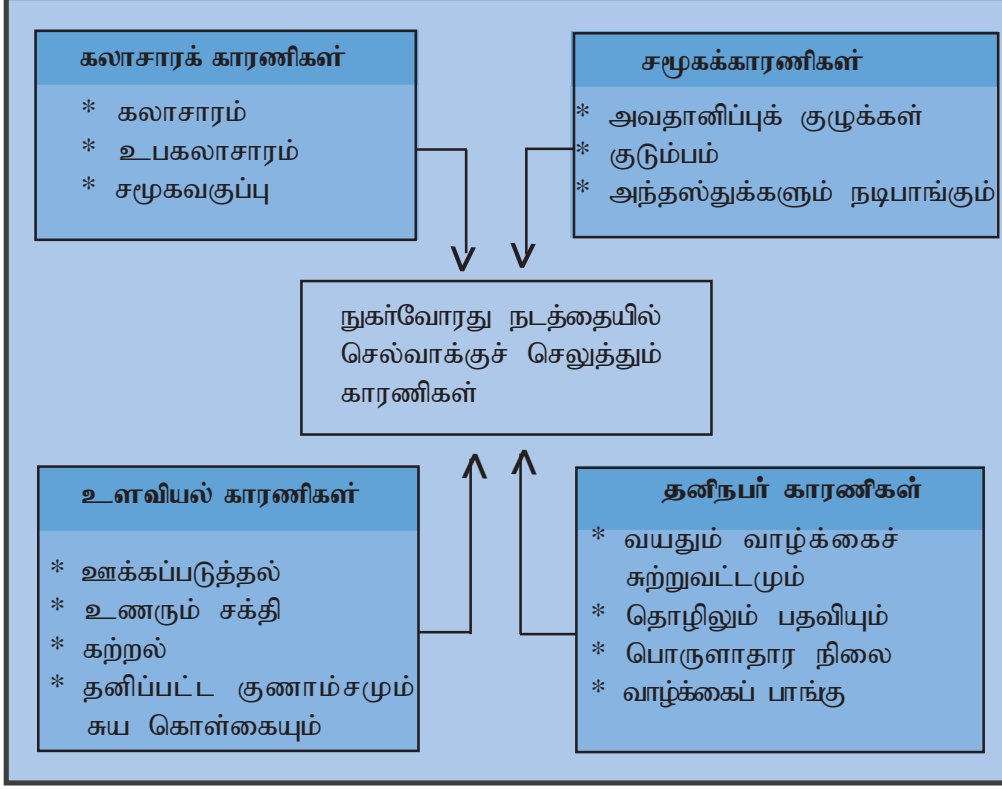 கலாசாரக் காரணிகள்
* கலாசாரம்
* உபகலாசாரம்
* சமூகவகுப்பு
சமூகக்காரணிகள்
* அவதானிப்புக் குழுக்கள்
* குடும்பம்
* அந்தஸ்துக்களும் நடிபாங்கும்
நுகர்வோரது நடத்தையில்
செல்வாக்குச் செலுத்தும்
காரணிகள்
உளவியல் காரணிகள்
* ஊக்கப்படுத்தல்
* உணரும் சக்தி
* கற்றல்
* தனிப்பட்ட குணாம்சமும்
சுய கொள்கையும்
தனிநபர் காரணிகள்
* வயதும் வாழ்க்கைச்
சுற்றுவட்டமும்
* தொழிலும் பதவியும்
* பொருளாதார நிலை
* வாழ்க்கைப் பாங்கு